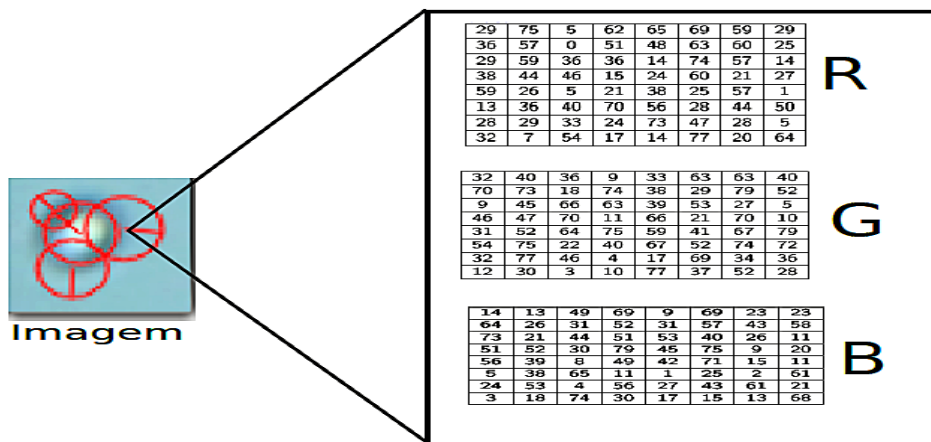 29 75 5 62 65 69 59 29
36 57 0 51 48 63 60 25
29 59 36 36 14 74 57 14
38 44 46 15 24 60 21 27
59 26 5 21 38 25 57 1
13 36 40 70 56 28 44 50
28 29 33 24 73 47 28 5
32 7 54 17 14 77 20 64
R
32 40 36 9 33 63 63 40
70 73 18 74 38 29 79 52
9 45 66 63 39 53 27 5
46 47 70 11 66 21 70 10
31 52 64 75 59 41 67 79
54 75 22 40 67 52 74 72
32 77 46 4 17 69 34 36
12 30 3 10 77 37 52 28
G
14 13 49 69 9 69 23 23
64 26 31 52 31 57 43 58
73 21 44 51 53 40 26 11
51 52 30 79 45 75 9 20
56 39 8 49 42 71 15 11
5 38 65 11 1 25 2 61
24 53 4 56 27 43 61 21
3 18 74 30 17 15 13 68
B
Imagem